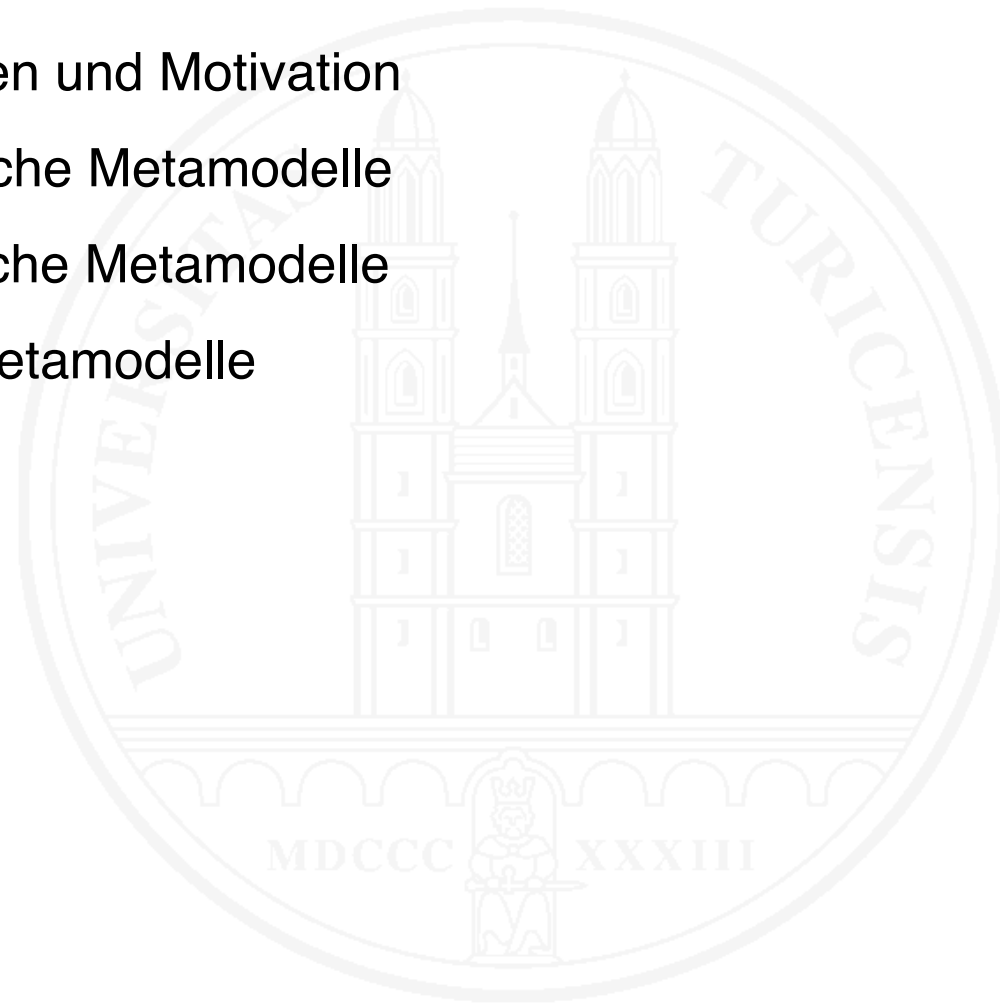 en und Motivation
che Metamodelle
che Metamodelle
etamodelle
UNIVERSITAS TURICENSIS
MDCCC XXXIII